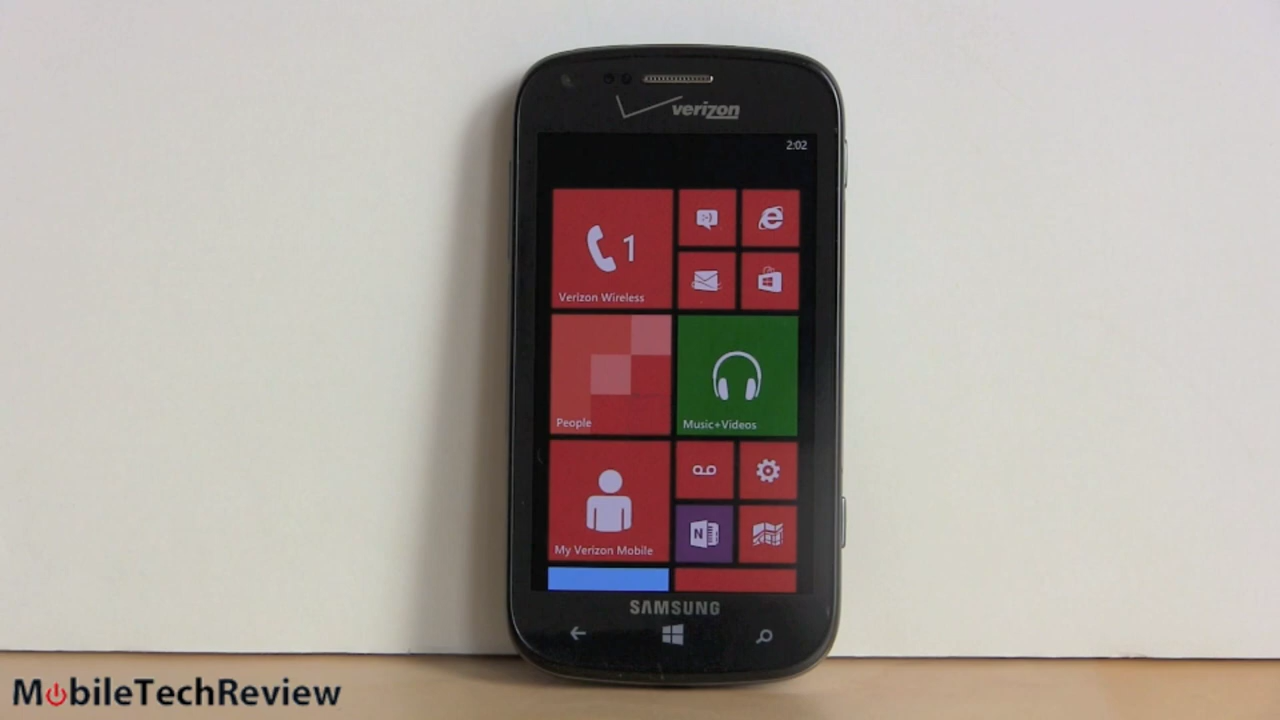 verizon
2:02
1
Verizon Wireless
People
Music+Videos
My Verizon Mobile
N
SAMSUNG
MobileTechReview